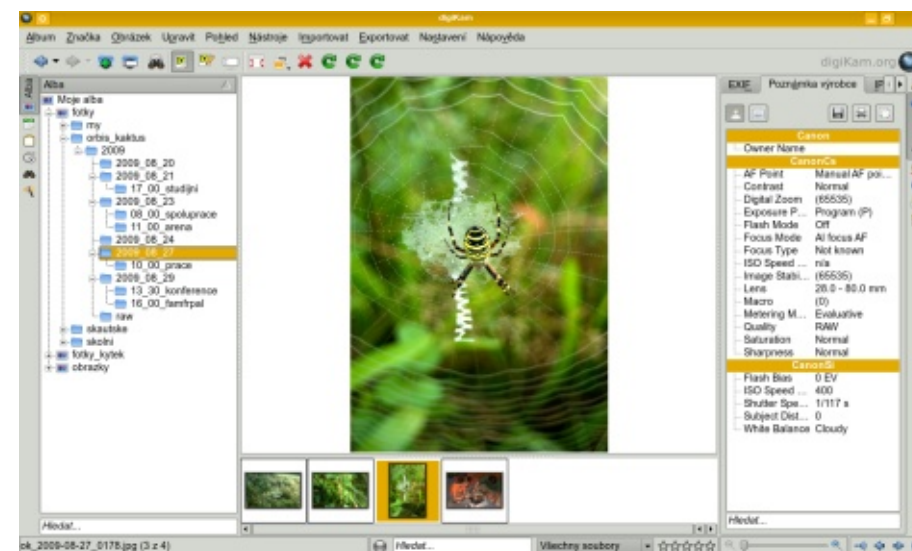 digiKam
Album Značka Obrázek Upravit Pohled Nástroje Importovat Exportovat Nastavení Nápověda
digiKam.org
Alba
Alba
Moje alba
fotky
my
orbis_kaktus
2009
2009_08_20
2009_08_21
17_00_studijni
2009_08_23
08_00_spoluprace
11_00_arena
2009_08_24
2009_08_27
10_00_prace
2009_08_29
13_30_konference
16_00_famfrpal
raw
skautske
skolni
fotky_kytek
obrazky
Hledat...
EXIF Poznámka výrobce
Canon
Owner Name
CanonCs
AF Point Manual AF poi...
Contrast Normal
Digital Zoom (65535)
Exposure P... Program (P)
Flash Mode Off
Focus Mode AI focus AF
Focus Type Not known
ISO Speed ... n/a
Image Stabi... (65535)
Lens 28.0 - 80.0 mm
Macro (0)
Metering M... Evaluative
Quality RAW
Saturation Normal
Sharpness Normal
CanonSi
Flash Bias 0 EV
ISO Speed ... 400
Shutter Spe... 1/117 s
Subject Dist... 0
White Balance Cloudy
Hledat...
ok_2009-08-27_0178.jpg (3 z 4) Hledat... Všechny soubory